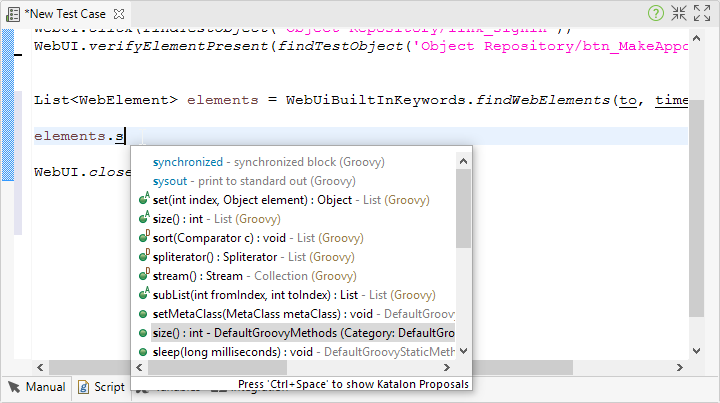 *New Test Case
WebUI.click(findTestObject('Object Repository/link_SignIn'))
WebUI.verifyElementPresent(findTestObject('Object Repository/btn_MakeAppo
List<WebElement> elements = WebUiBuiltInKeywords.findWebElements(to, time
elements.s
WebUI.close
synchronized - synchronized block (Groovy)
sysout - print to standard out (Groovy)
set(int index, Object element) : Object - List (Groovy)
size() : int - List (Groovy)
sort(Comparator c) : void - List (Groovy)
spliterator() : Spliterator - List (Groovy)
stream() : Stream - Collection (Groovy)
subList(int fromIndex, int toIndex) : List - List (Groovy)
setMetaClass(MetaClass metaClass) : void - DefaultGroovy
size() : int - DefaultGroovyMethods (Category: DefaultGro
sleep(long milliseconds) : void - DefaultGroovyStaticMeth
Press 'Ctrl+Space' to show Katalon Proposals
Manual Script Variables Integration